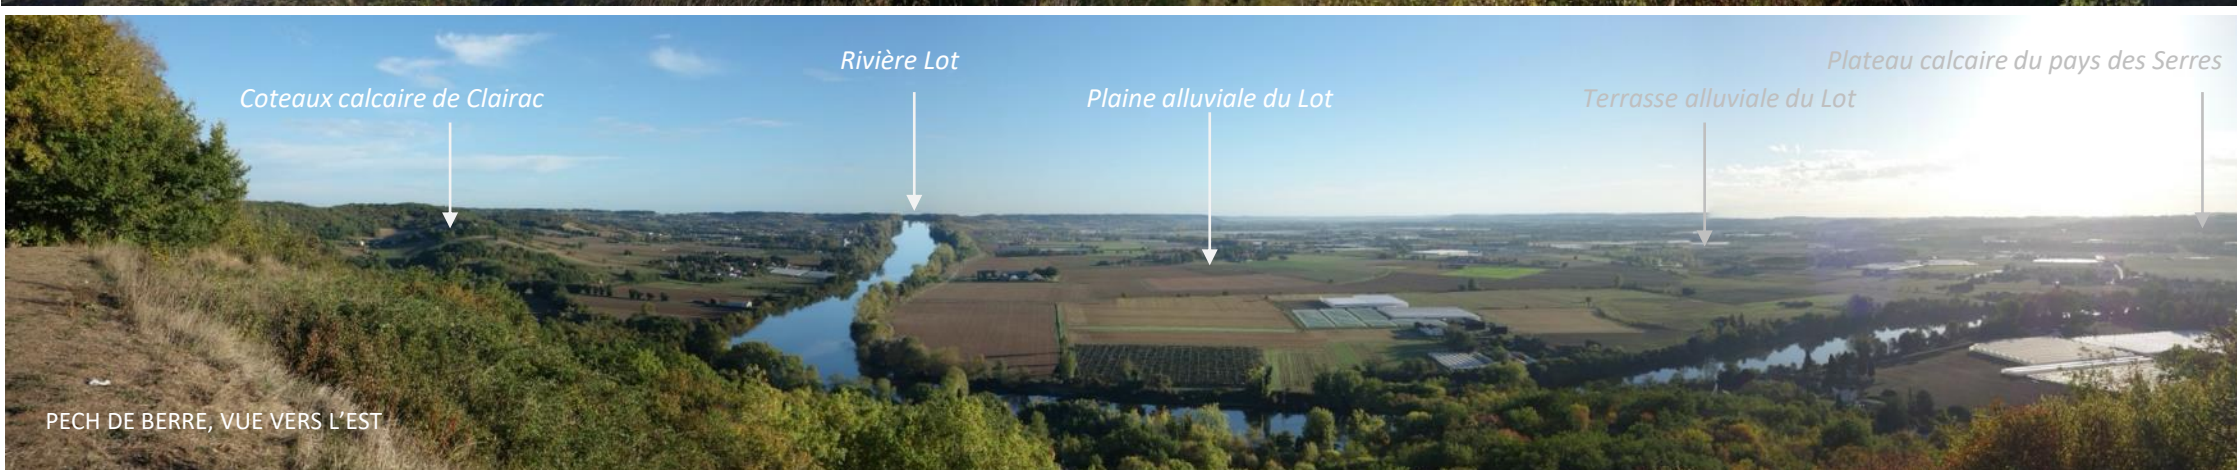 Rivière Lot
Plateau calcaire du pays des Serres
Coteaux calcaire de Clairac
Plaine alluviale du Lot
Terrasse alluviale du Lot
PECH DE BERRE, VUE VERS L’EST